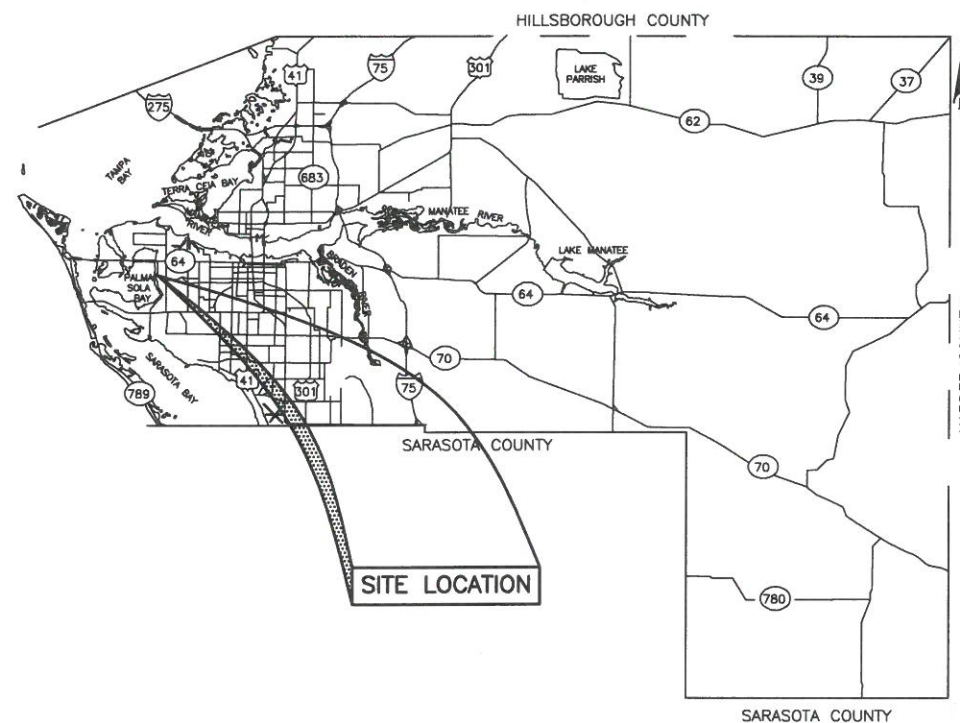 HILLSBOROUGH COUNTY
41
75
301
LAKE
PARRISH
39
37
275
62
TAMPA
BAY
683
TERRA CEIA BAY
RIVER
MANATEE RIVER
64
BRADEN
RIVER
LAKE MANATEE
PALMA
SOLA
BAY
64
64
70
SARASOTA BAY
789
41
301
75
SARASOTA COUNTY
70
SITE LOCATION
780
SARASOTA COUNTY